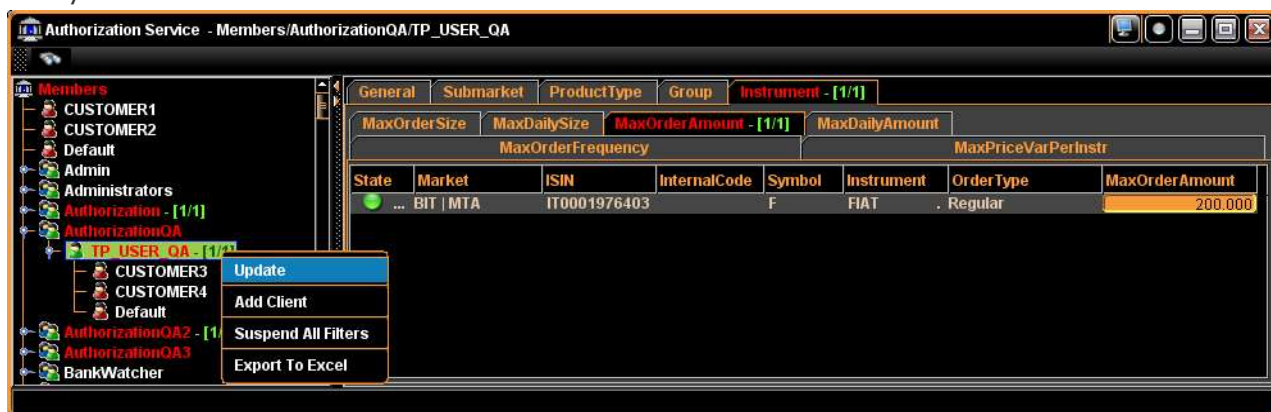 Authorization Service - Members/AuthorizationQA/TP_USER_QA
Members
CUSTOMER1
CUSTOMER2
Default
Admin
Administrators
Authorization - [1/1]
AuthorizationQA
TP_USER_QA - [1/1]
CUSTOMER3
CUSTOMER4
Default
AuthorizationQA2 - [1/
AuthorizationQA3
BankWatcher
Update
Add Client
Suspend All Filters
Export To Excel
General Submarket ProductType Group Instrument - [1/1]
MaxOrderSize MaxDailySize MaxOrderAmount - [1/1] MaxDailyAmount
MaxOrderFrequency MaxPriceVarPerInstr
State Market ISIN InternalCode Symbol Instrument OrderType MaxOrderAmount
... BIT | MTA IT0001976403 F FIAT . Regular 200.000